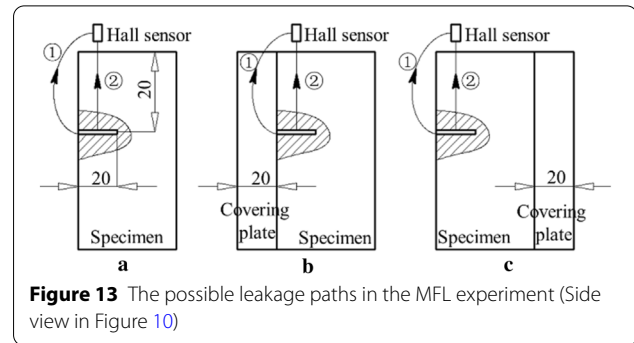 ① Hall sensor
②
20
20
Specimen
a
① Hall sensor
②
20
Covering
plate
Specimen
b
① Hall sensor
②
20
Covering
plate
Specimen
c
Figure 13 The possible leakage paths in the MFL experiment (Side
view in Figure 10)